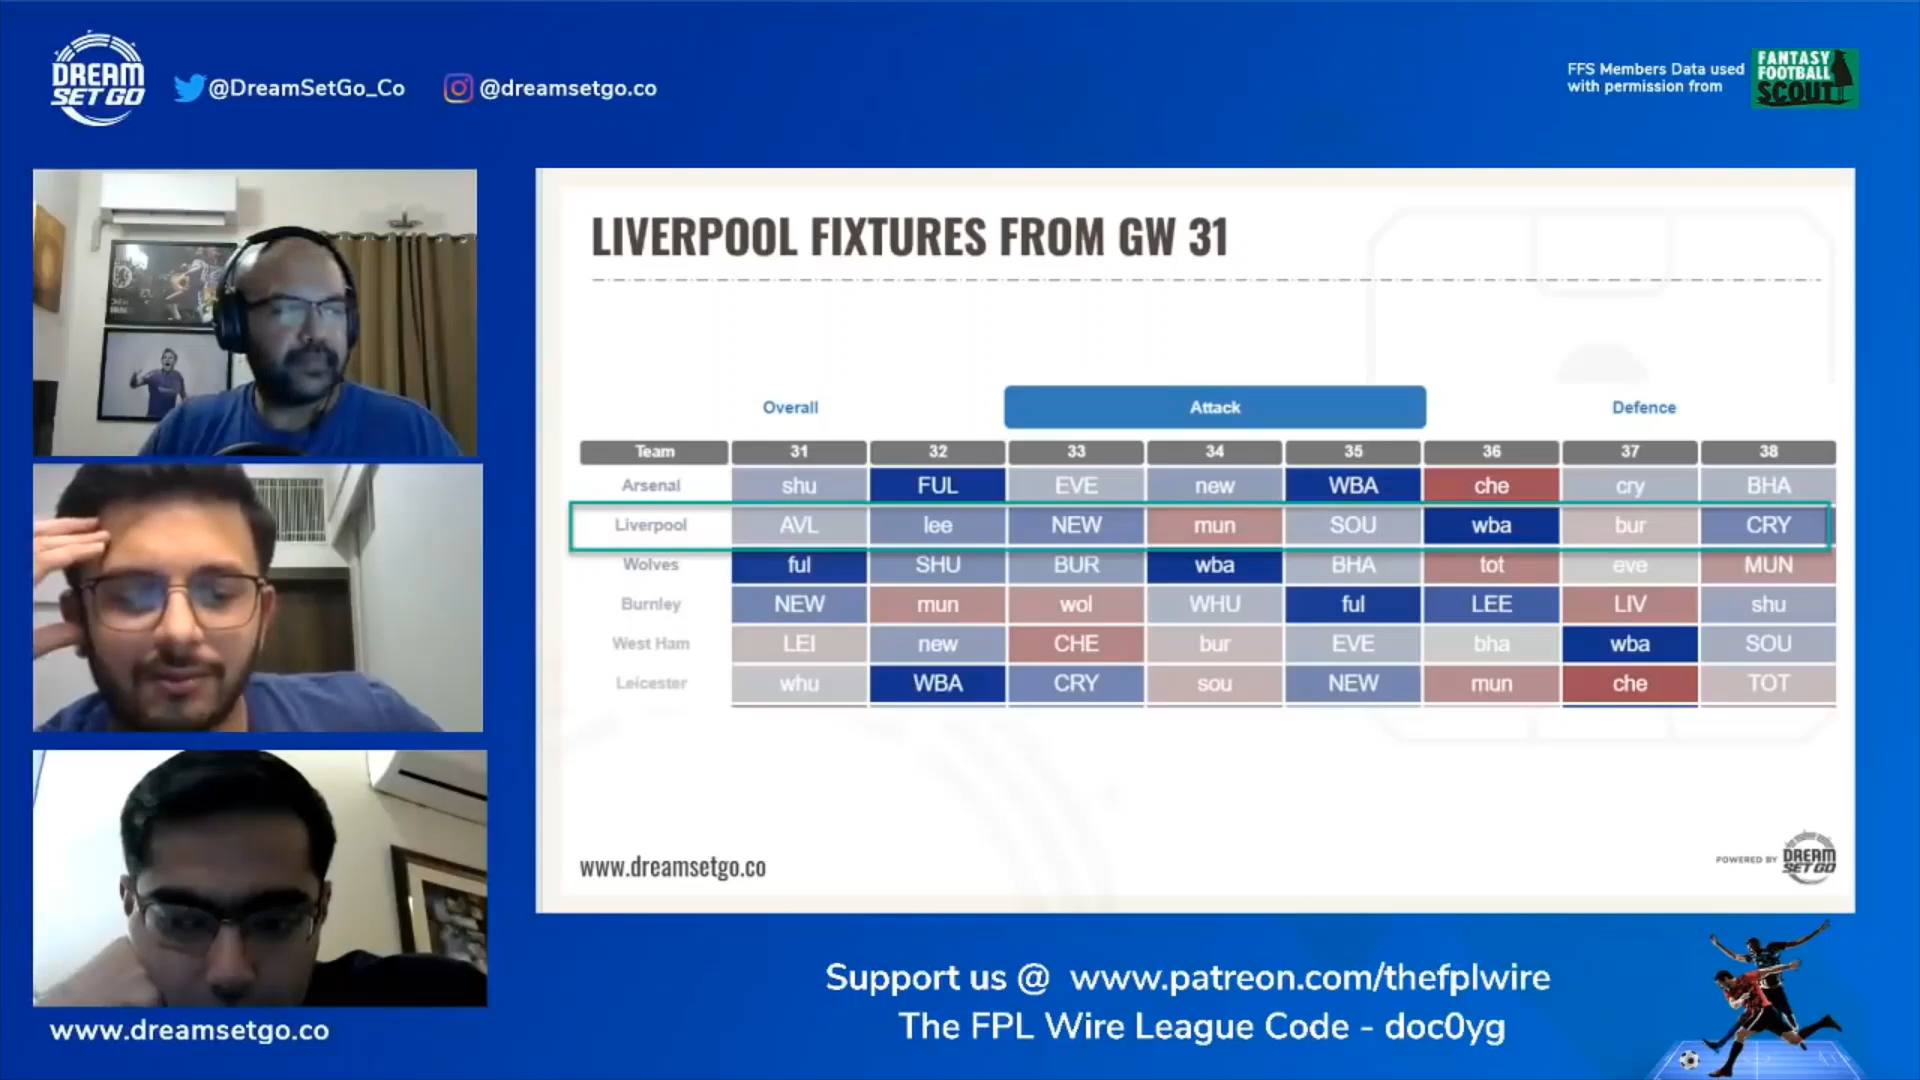 DREAM
SET GO
@DreamSetGo_Co
@dreamsetgo.co
FFS Members Data used
with permission from
FANTASY
FOOTBALL
SCOUT
LIVERPOOL FIXTURES FROM GW 31
Overall Attack Defence
Team 31 32 33 34 35 36 37 38
Arsenal shu FUL EVE new WBA che cry BHA
Liverpool AVL lee NEW mun SOU wba bur CRY
Wolves ful SHU BUR wba BHA tot eve MUN
Burnley NEW mun wol WHU ful LEE LIV shu
West Ham LEI new CHE bur EVE bha wba SOU
Leicester whu WBA CRY sou NEW mun che TOT
www.dreamsetgo.co
POWERED BY
DREAM
SET GO
Support us @ www.patreon.com/thefplwire
The FPL Wire League Code - doc0yg
www.dreamsetgo.co